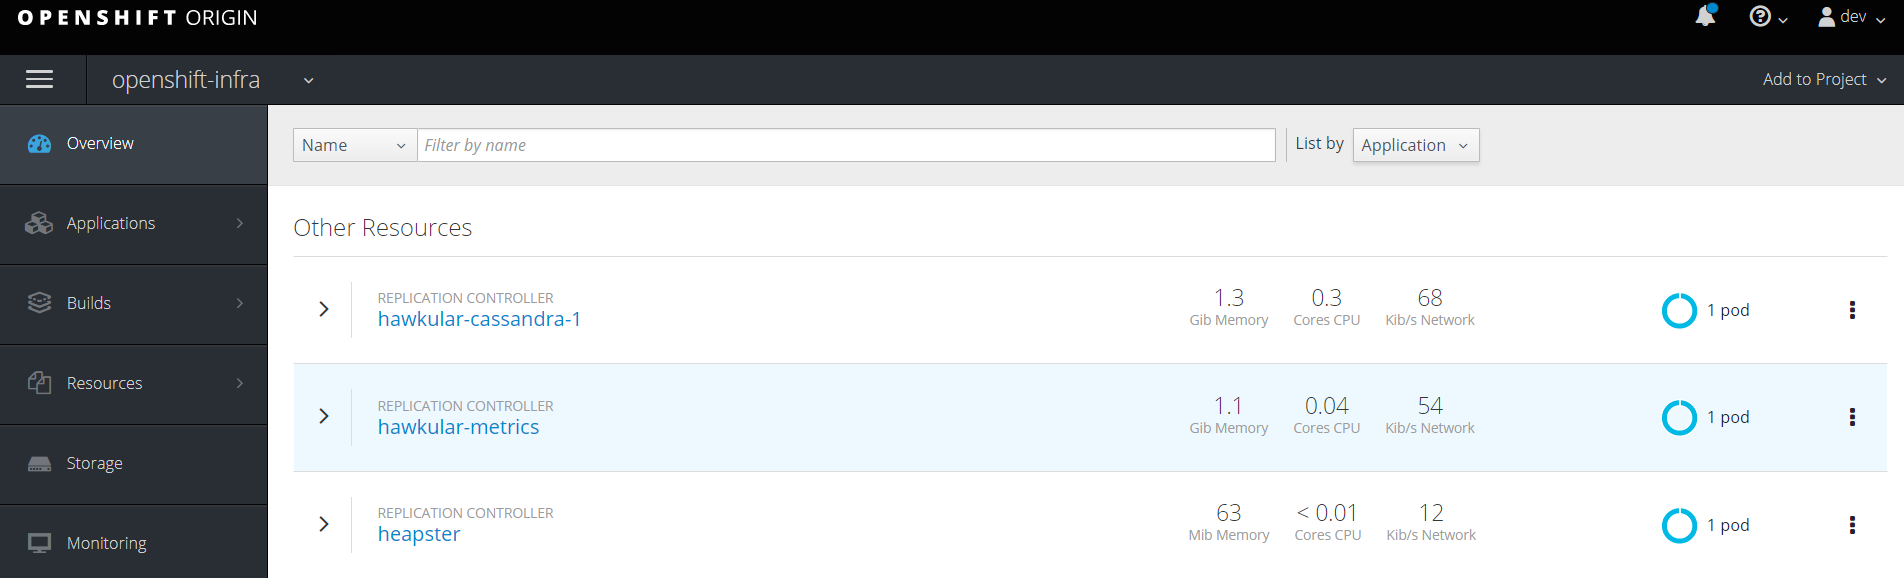 OPENSHIFT ORIGIN
dev
openshift-infra
Add to Project
Overview
Applications
Builds
Resources
Storage
Monitoring
Name
Filter by name
List by
Application
Other Resources
REPLICATION CONTROLLER
hawkular-cassandra-1
1.3 0.3 68
Gib Memory Cores CPU Kib/s Network
1 pod
REPLICATION CONTROLLER
hawkular-metrics
1.1 0.04 54
Gib Memory Cores CPU Kib/s Network
1 pod
REPLICATION CONTROLLER
heapster
63 < 0.01 12
Mib Memory Cores CPU Kib/s Network
1 pod